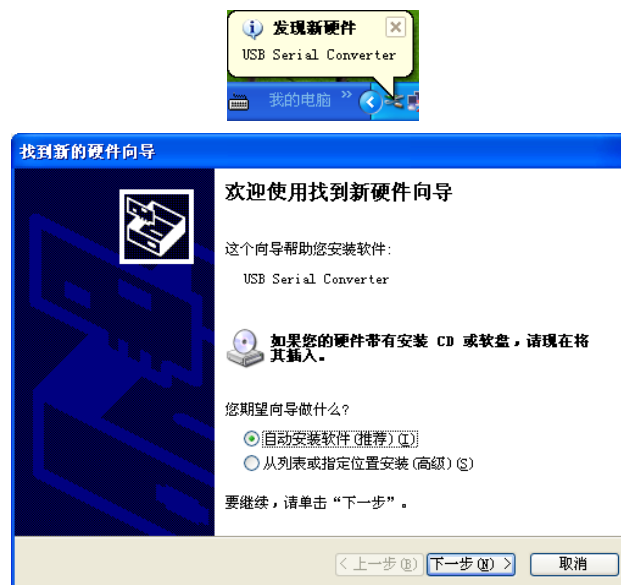 发现新硬件
USB Serial Converter
我的电脑 »
找到新的硬件向导
欢迎使用找到新硬件向导
这个向导帮助您安装软件:
USB Serial Converter
如果您的硬件带有安装 CD 或软盘，请现在将
其插入。
您期望向导做什么?
自动安装软件(推荐)(I)
从列表或指定位置安装(高级)(S)
要继续，请单击“下一步”。
< 上一步(B) 下一步(N) > 取消